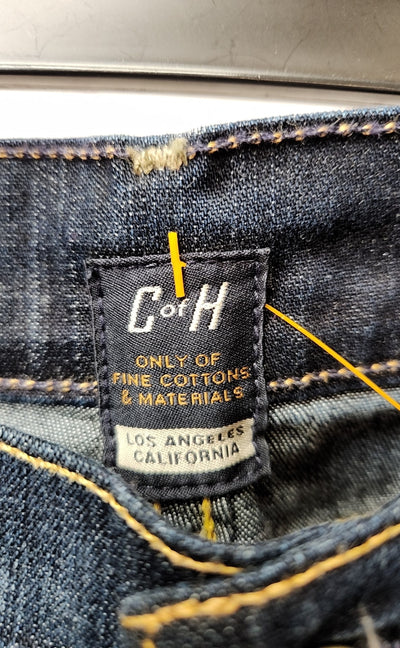 C of H
ONLY OF
FINE COTTONS
& MATERIALS
LOS ANGELES
CALIFORNIA